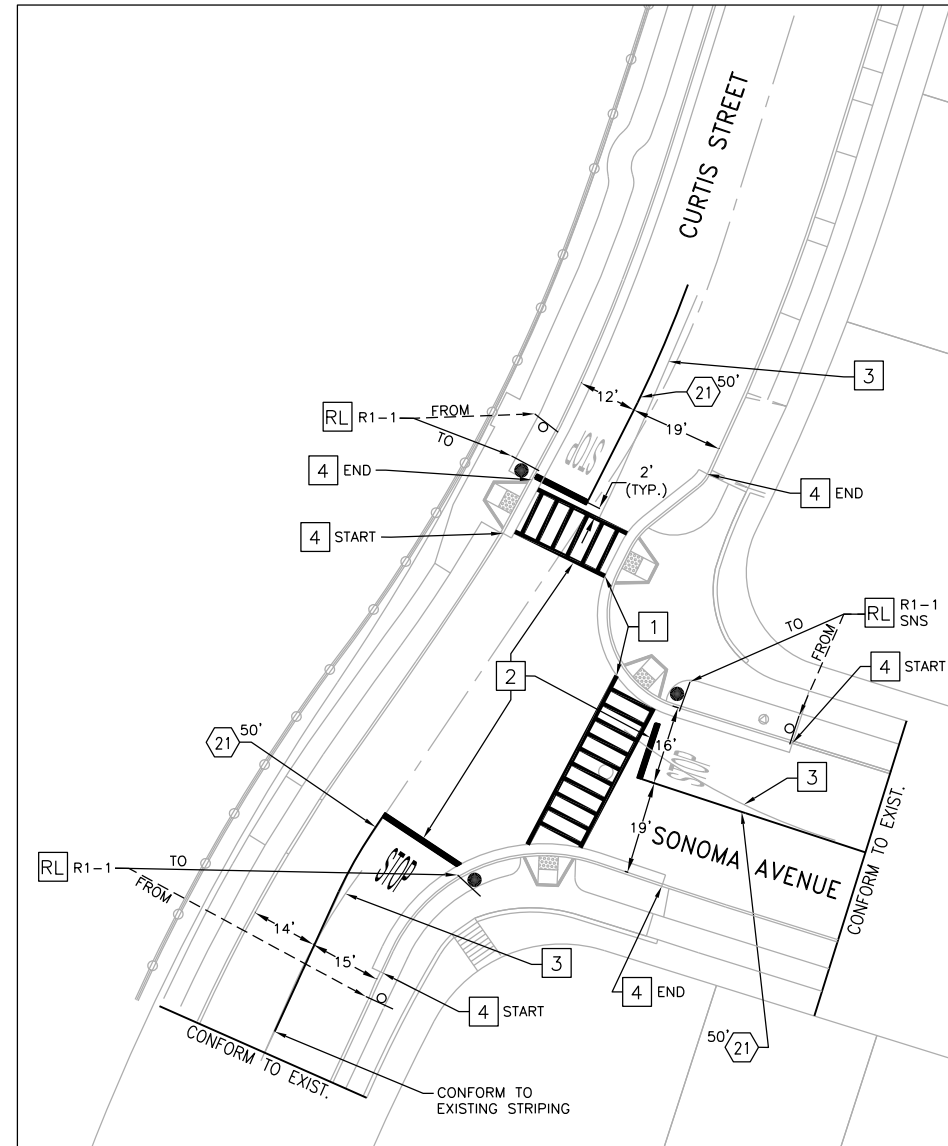 CURTIS STREET
3
21 50'
12'
19'
RL R1-1
FROM
TO
STOP
4 END
2'
(TYP.)
4 END
4 START
1
RL R1-1
SNS
TO
FROM
4 START
2
21 50'
16'
STOP
3
19'
SONOMA AVENUE
CONFORM TO EXIST.
STOP
RL R1-1
TO
FROM
14'
15'
3
4 END
4 START
50' 21
CONFORM TO EXIST.
CONFORM TO
EXISTING STRIPING